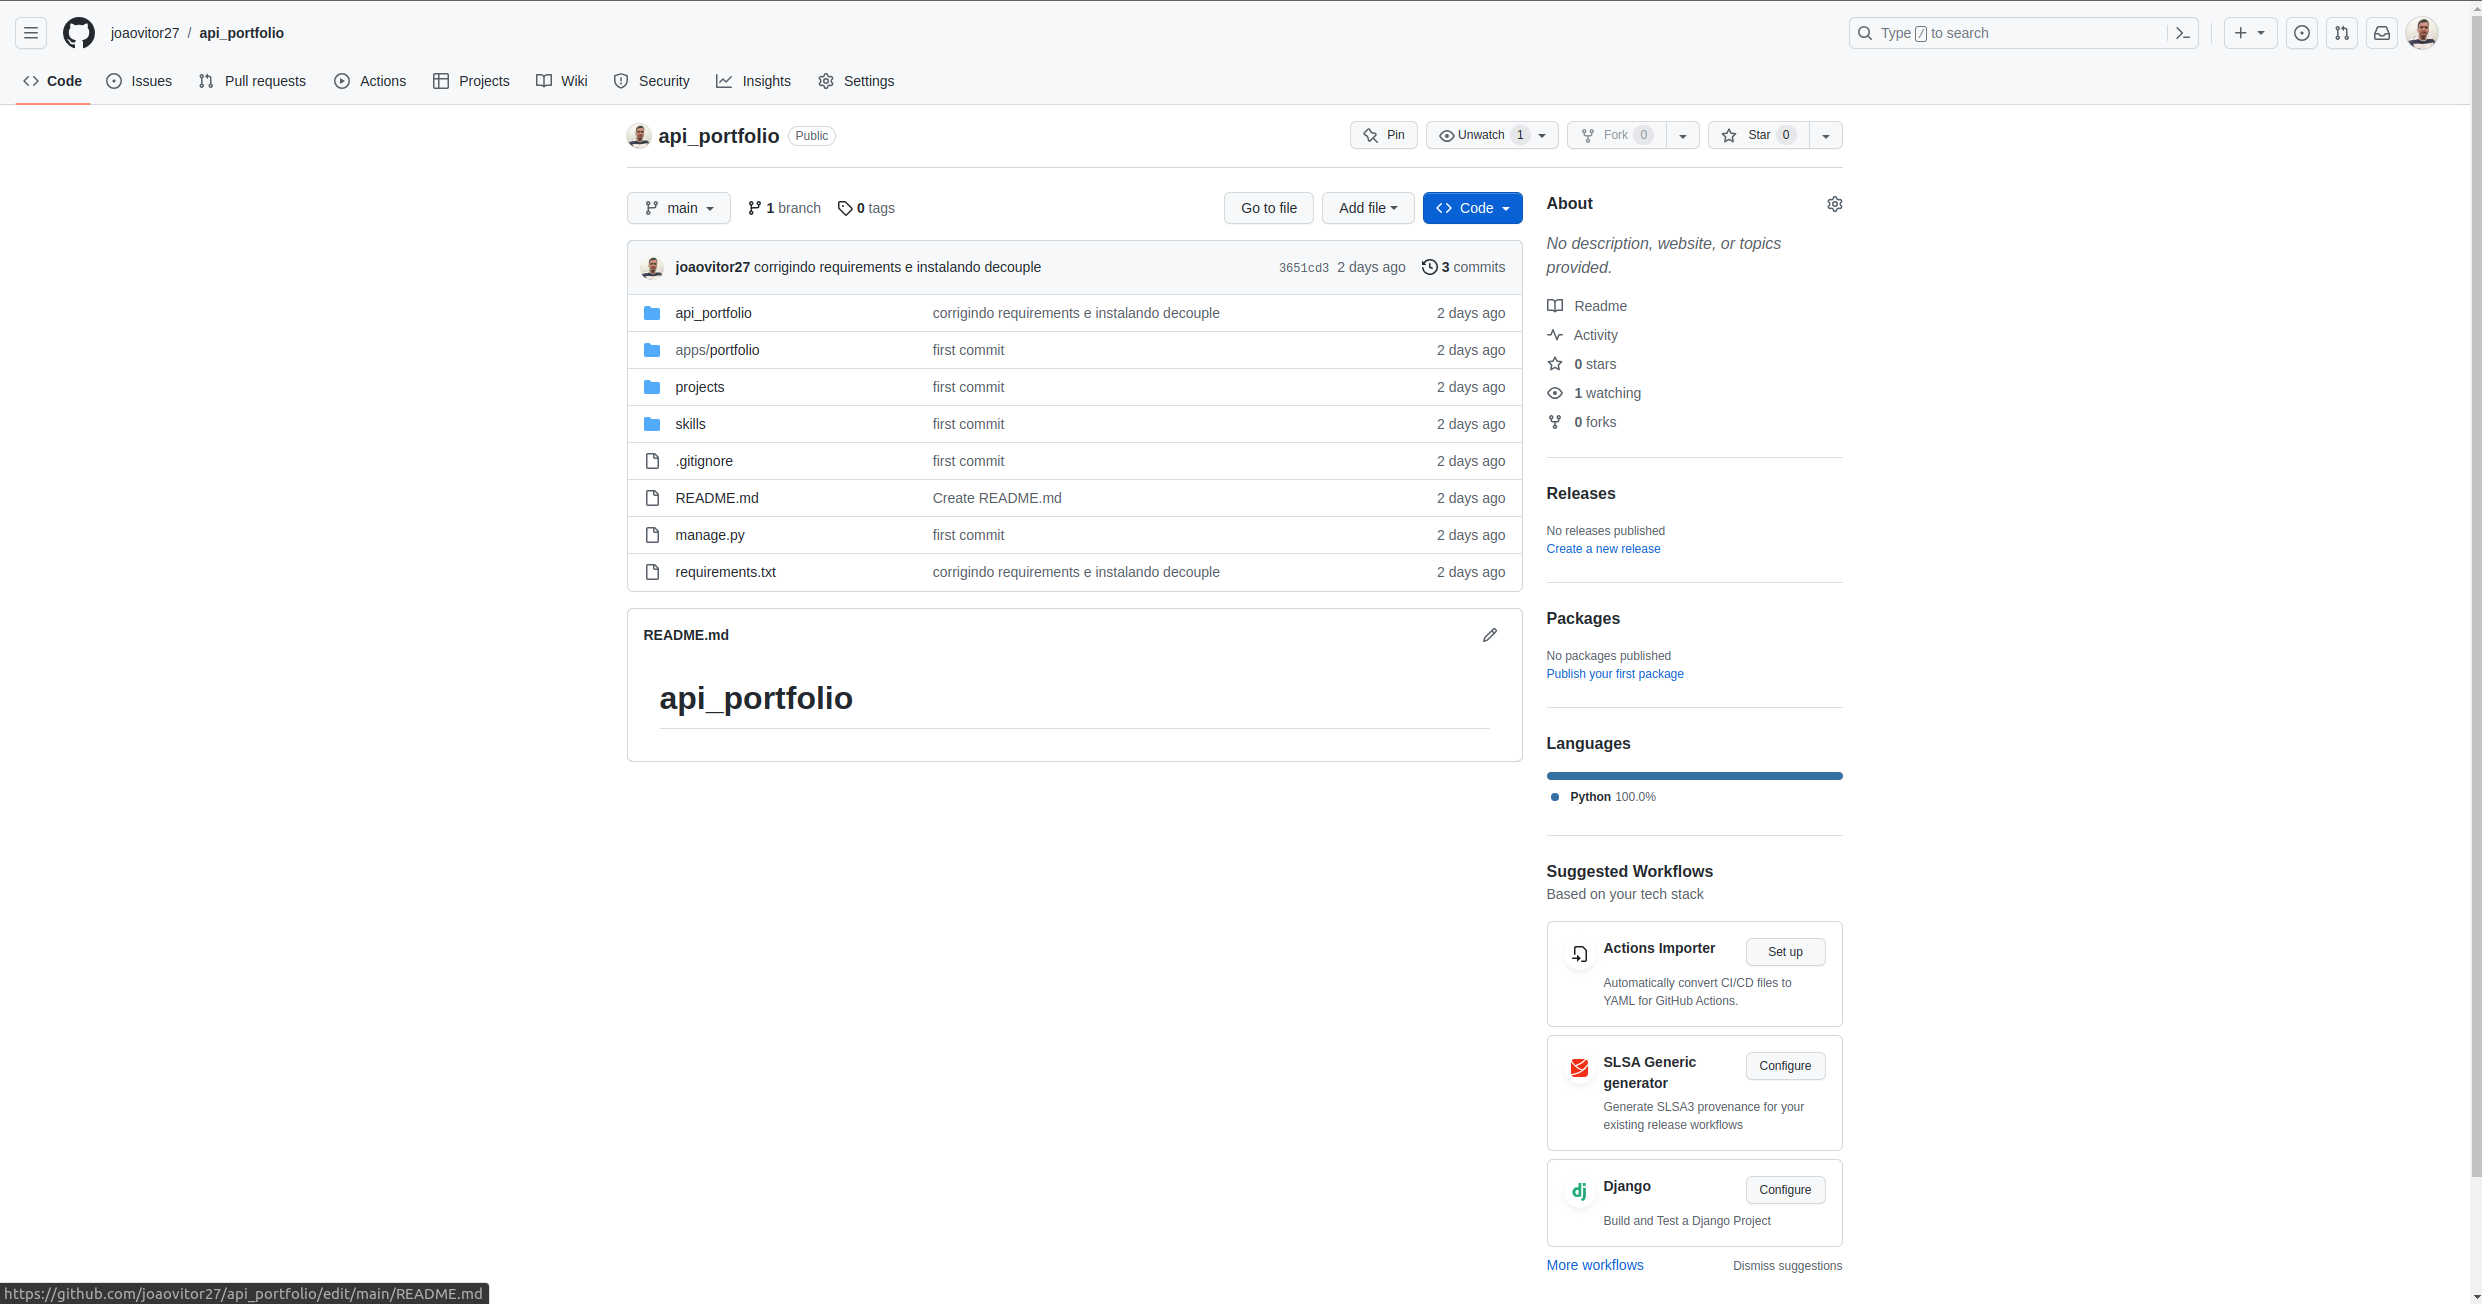 joaovitor27 / api_portfolio
Type / to search
Code Issues Pull requests Actions Projects Wiki Security Insights Settings
api_portfolio Public
Pin Unwatch 1 Fork 0 Star 0
main 1 branch 0 tags Go to file Add file Code
joaovitor27 corrigindo requirements e instalando decouple 3651cd3 2 days ago 3 commits
api_portfolio corrigindo requirements e instalando decouple 2 days ago
apps/portfolio first commit 2 days ago
projects first commit 2 days ago
skills first commit 2 days ago
.gitignore first commit 2 days ago
README.md Create README.md 2 days ago
manage.py first commit 2 days ago
requirements.txt corrigindo requirements e instalando decouple 2 days ago
README.md
api_portfolio
About
No description, website, or topics
provided.
Readme
Activity
0 stars
1 watching
0 forks
Releases
No releases published
Create a new release
Packages
No packages published
Publish your first package
Languages
Python 100.0%
Suggested Workflows
Based on your tech stack
Actions Importer Set up
Automatically convert CI/CD files to
YAML for GitHub Actions.
SLSA Generic Configure
generator
Generate SLSA3 provenance for your
existing release workflows
dj Django Configure
Build and Test a Django Project
More workflows Dismiss suggestions
https://github.com/joaovitor27/api_portfolio/edit/main/README.md